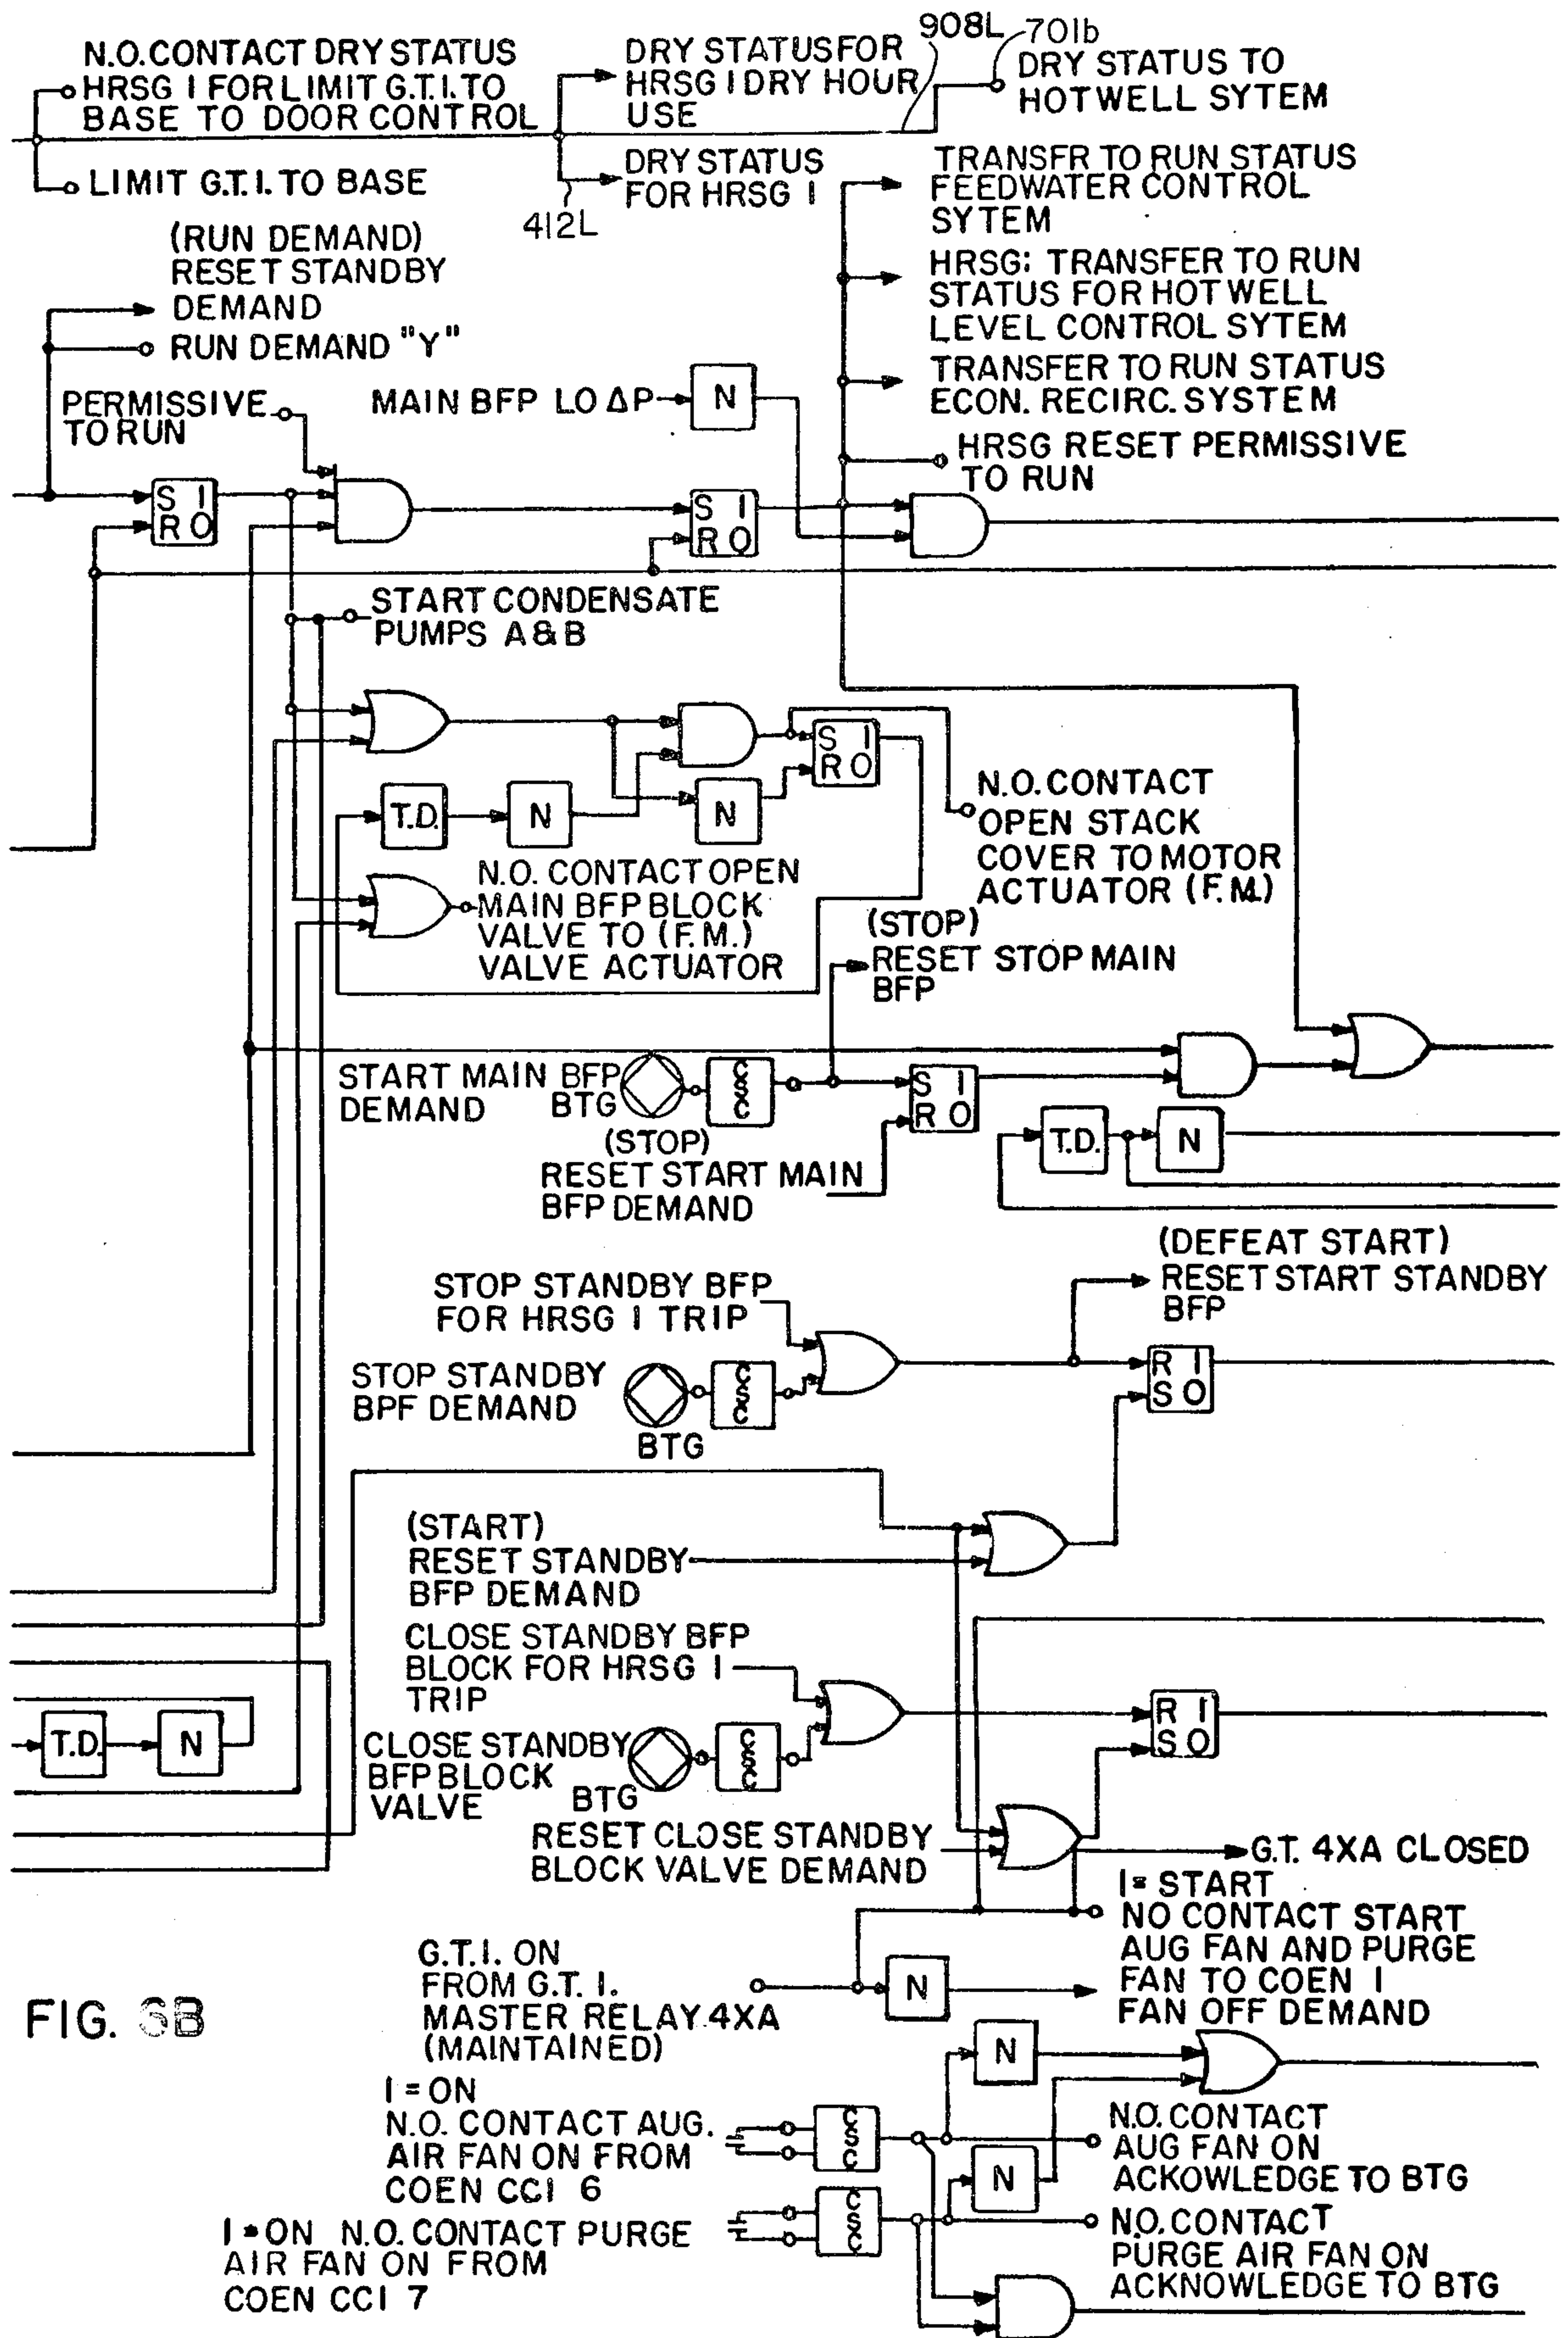 908L
701b
N.O. CONTACT DRY STATUS
HRSG I FOR LIMIT G.T.I. TO
BASE TO DOOR CONTROL
DRY STATUS FOR
HRSG I DRY HOUR
USE
DRY STATUS TO
HOTWELL SYTEM
LIMIT G.T.I. TO BASE
DRY STATUS
FOR HRSG I
412L
TRANSFR TO RUN STATUS
FEEDWATER CONTROL
SYTEM
(RUN DEMAND)
RESET STANDBY
DEMAND
RUN DEMAND "Y"
HRSG: TRANSFER TO RUN
STATUS FOR HOT WELL
LEVEL CONTROL SYTEM
TRANSFER TO RUN STATUS
ECON. RECIRC. SYSTEM
PERMISSIVE
TO RUN
MAIN BFP LO ΔP
N
HRSG RESET PERMISSIVE
TO RUN
S I
R O
S I
R O
START CONDENSATE
PUMPS A & B
S I
R O
T.D.
N
N
N.O. CONTACT
OPEN STACK
COVER TO MOTOR
ACTUATOR (F.M.)
N.O. CONTACT OPEN
MAIN BFP BLOCK
VALVE TO (F.M.)
VALVE ACTUATOR
(STOP)
RESET STOP MAIN
BFP
START MAIN BFP
DEMAND
BTG
CSC
S I
R O
(STOP)
RESET START MAIN
BFP DEMAND
T.D.
N
(DEFEAT START)
RESET START STANDBY
BFP
STOP STANDBY BFP
FOR HRSG I TRIP
STOP STANDBY
BPF DEMAND
BTG
CSC
R I
S O
(START)
RESET STANDBY
BFP DEMAND
CLOSE STANDBY BFP
BLOCK FOR HRSG I
TRIP
T.D.
N
CLOSE STANDBY
BFP BLOCK
VALVE
BTG
CSC
R I
S O
RESET CLOSE STANDBY
BLOCK VALVE DEMAND
G.T. 4XA CLOSED
I = START
NO CONTACT START
AUG FAN AND PURGE
FAN TO COEN I
FAN OFF DEMAND
G.T.I. ON
FROM G.T. I.
MASTER RELAY 4XA
(MAINTAINED)
N
FIG. 6B
N
I = ON
N.O. CONTACT AUG.
AIR FAN ON FROM
COEN CCI 6
CSC
N.O. CONTACT
AUG FAN ON
ACKOWLEDGE TO BTG
N
I = ON N.O. CONTACT PURGE
AIR FAN ON FROM
COEN CCI 7
CSC
N.O. CONTACT
PURGE AIR FAN ON
ACKNOWLEDGE TO BTG